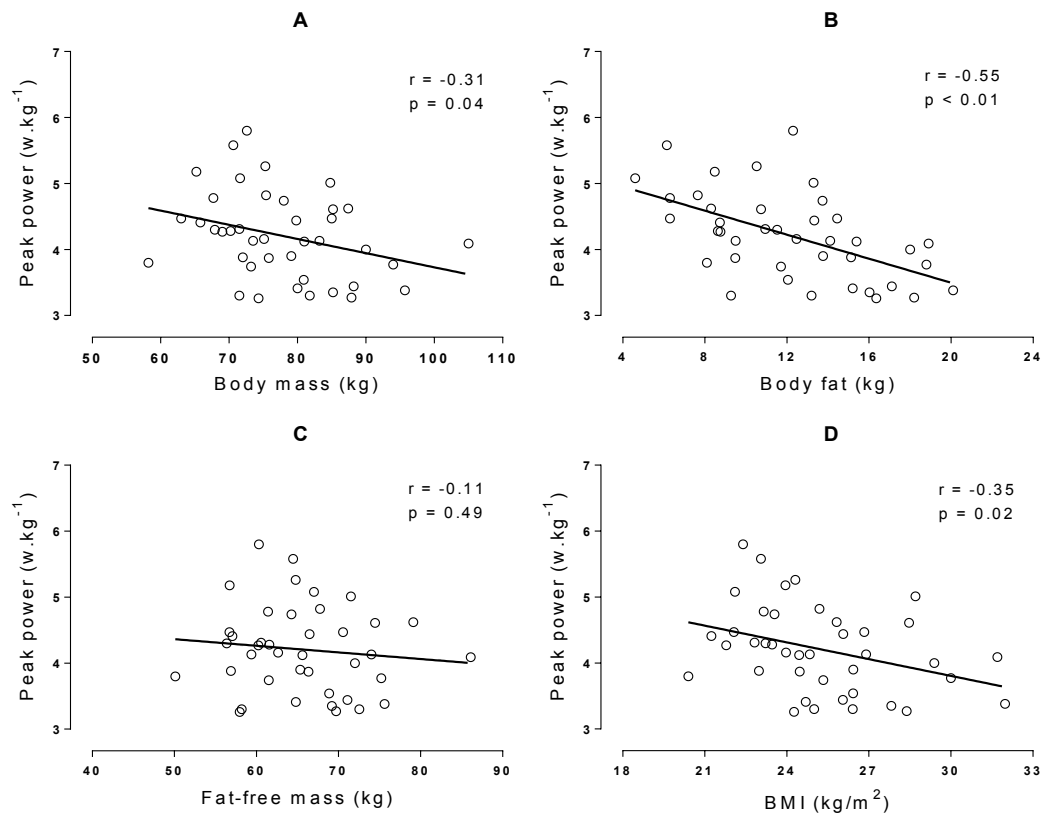 A
r = -0.31
p = 0.04
Peak power (w.kg⁻¹)
7
6
5
4
3
50 60 70 80 90 100 110
Body mass (kg)
B
r = -0.55
p < 0.01
Peak power (w.kg⁻¹)
7
6
5
4
3
4 8 12 16 20 24
Body fat (kg)
C
r = -0.11
p = 0.49
Peak power (w.kg⁻¹)
7
6
5
4
3
40 50 60 70 80 90
Fat-free mass (kg)
D
r = -0.35
p = 0.02
Peak power (w.kg⁻¹)
7
6
5
4
3
18 21 24 27 30 33
BMI (kg/m²)